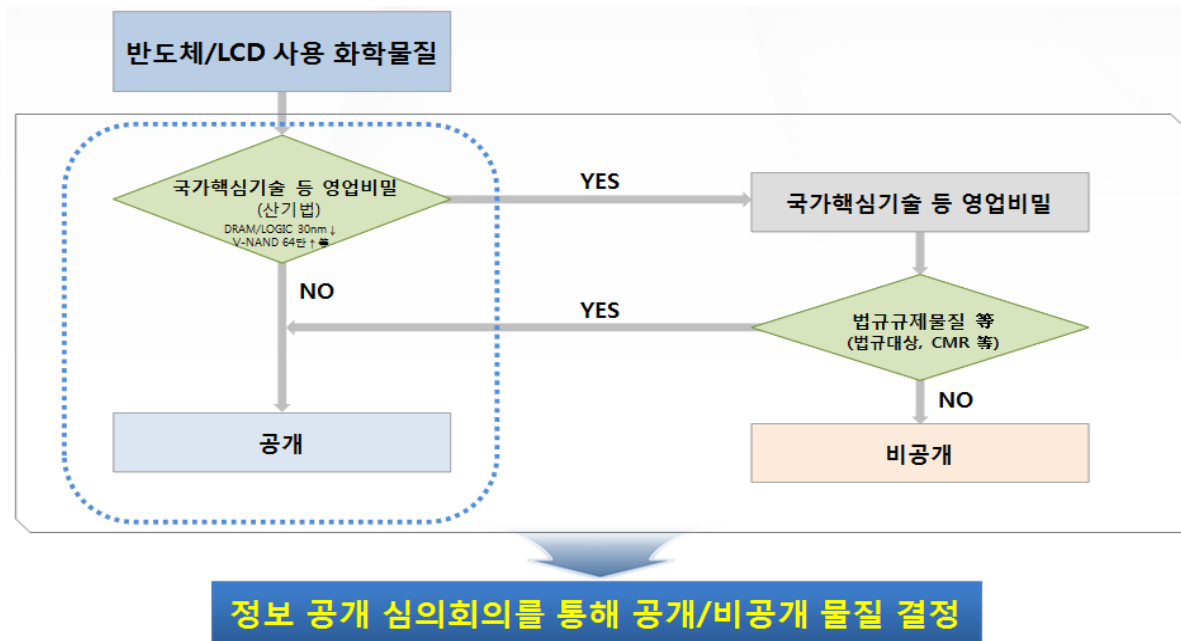 반도체/LCD 사용 화학물질
국가핵심기술 등 영업비밀
(산기법)
DRAM/LOGIC 30nm↓
V-NAND 64단↑等
YES
국가핵심기술 등 영업비밀
NO
YES
법규규제물질 等
(법규대상, CMR 等)
NO
공개
비공개
정보 공개 심의회의를 통해 공개/비공개 물질 결정